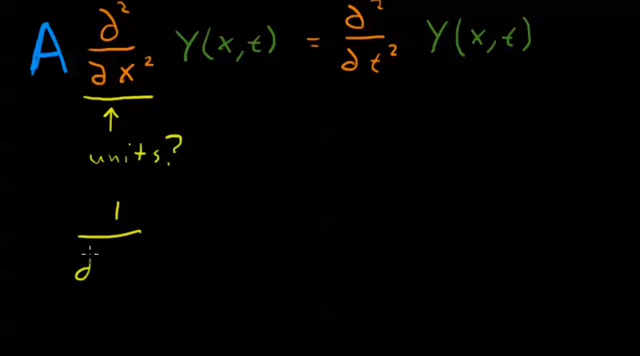 A ∂²/∂x² Y(x,t) = ∂²/∂t² Y(x,t)
↑
units?
1
d